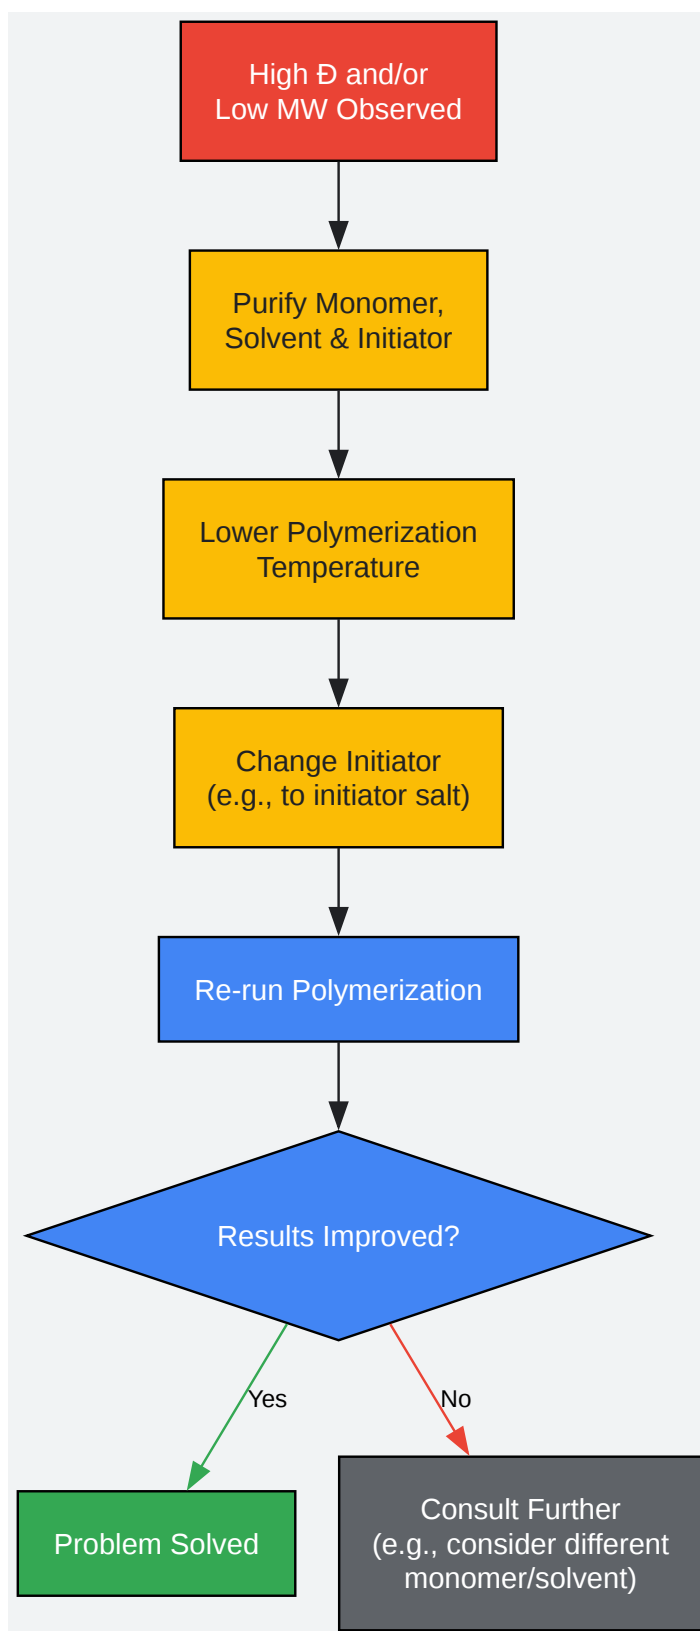 High Đ and/or
Low MW Observed
Purify Monomer,
Solvent & Initiator
Lower Polymerization
Temperature
Change Initiator
(e.g., to initiator salt)
Re-run Polymerization
Results Improved?
Yes
No
Problem Solved
Consult Further
(e.g., consider different
monomer/solvent)